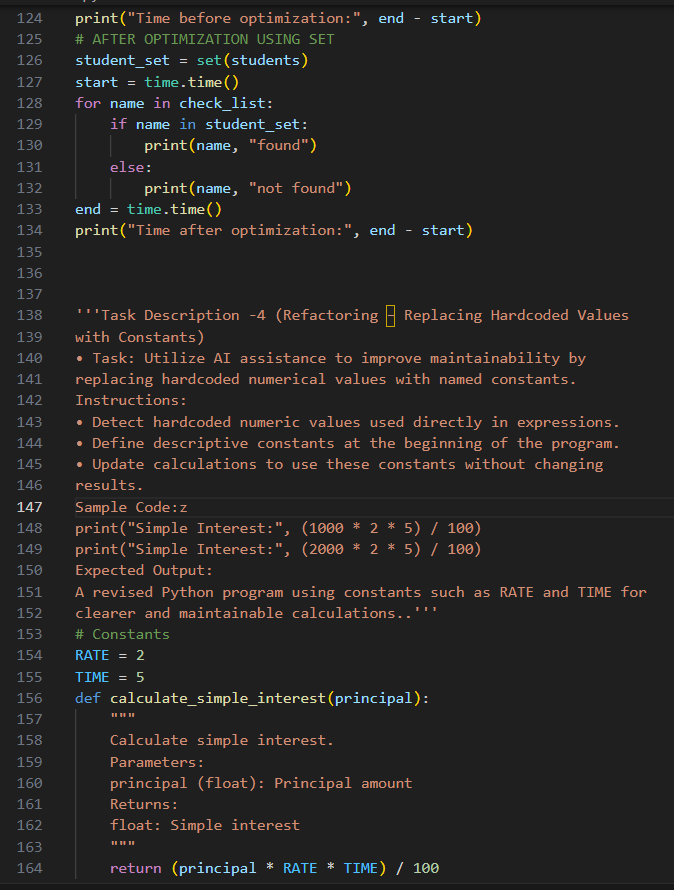 124 print("Time before optimization:", end - start)
125 # AFTER OPTIMIZATION USING SET
126 student_set = set(students)
127 start = time.time()
128 for name in check_list:
129     if name in student_set:
130         print(name, "found")
131     else:
132         print(name, "not found")
133 end = time.time()
134 print("Time after optimization:", end - start)
135
136
137
138 '''Task Description -4 (Refactoring – Replacing Hardcoded Values
139 with Constants)
140 • Task: Utilize AI assistance to improve maintainability by
141 replacing hardcoded numerical values with named constants.
142 Instructions:
143 • Detect hardcoded numeric values used directly in expressions.
144 • Define descriptive constants at the beginning of the program.
145 • Update calculations to use these constants without changing
146 results.
147 Sample Code:z
148 print("Simple Interest:", (1000 * 2 * 5) / 100)
149 print("Simple Interest:", (2000 * 2 * 5) / 100)
150 Expected Output:
151 A revised Python program using constants such as RATE and TIME for
152 clearer and maintainable calculations..'''
153 # Constants
154 RATE = 2
155 TIME = 5
156 def calculate_simple_interest(principal):
157     """
158     Calculate simple interest.
159     Parameters:
160     principal (float): Principal amount
161     Returns:
162     float: Simple interest
163     """
164     return (principal * RATE * TIME) / 100